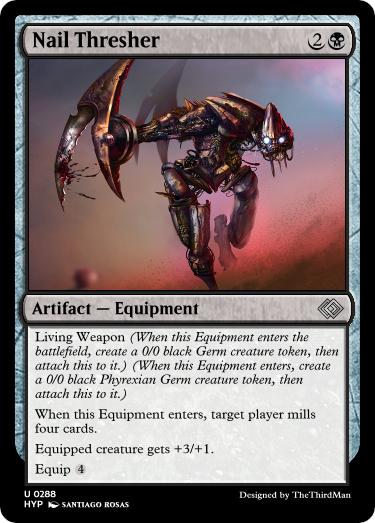 Nail Thresher 2
Artifact — Equipment
Living Weapon (When this Equipment enters the
battlefield, create a 0/0 black Germ creature token, then
attach this to it.) (When this Equipment enters, create
a 0/0 black Phyrexian Germ creature token, then
attach this to it.)
When this Equipment enters, target player mills
four cards.
Equipped creature gets +3/+1.
Equip 4
U 0288
HYP SANTIAGO ROSAS
Designed by TheThirdMan